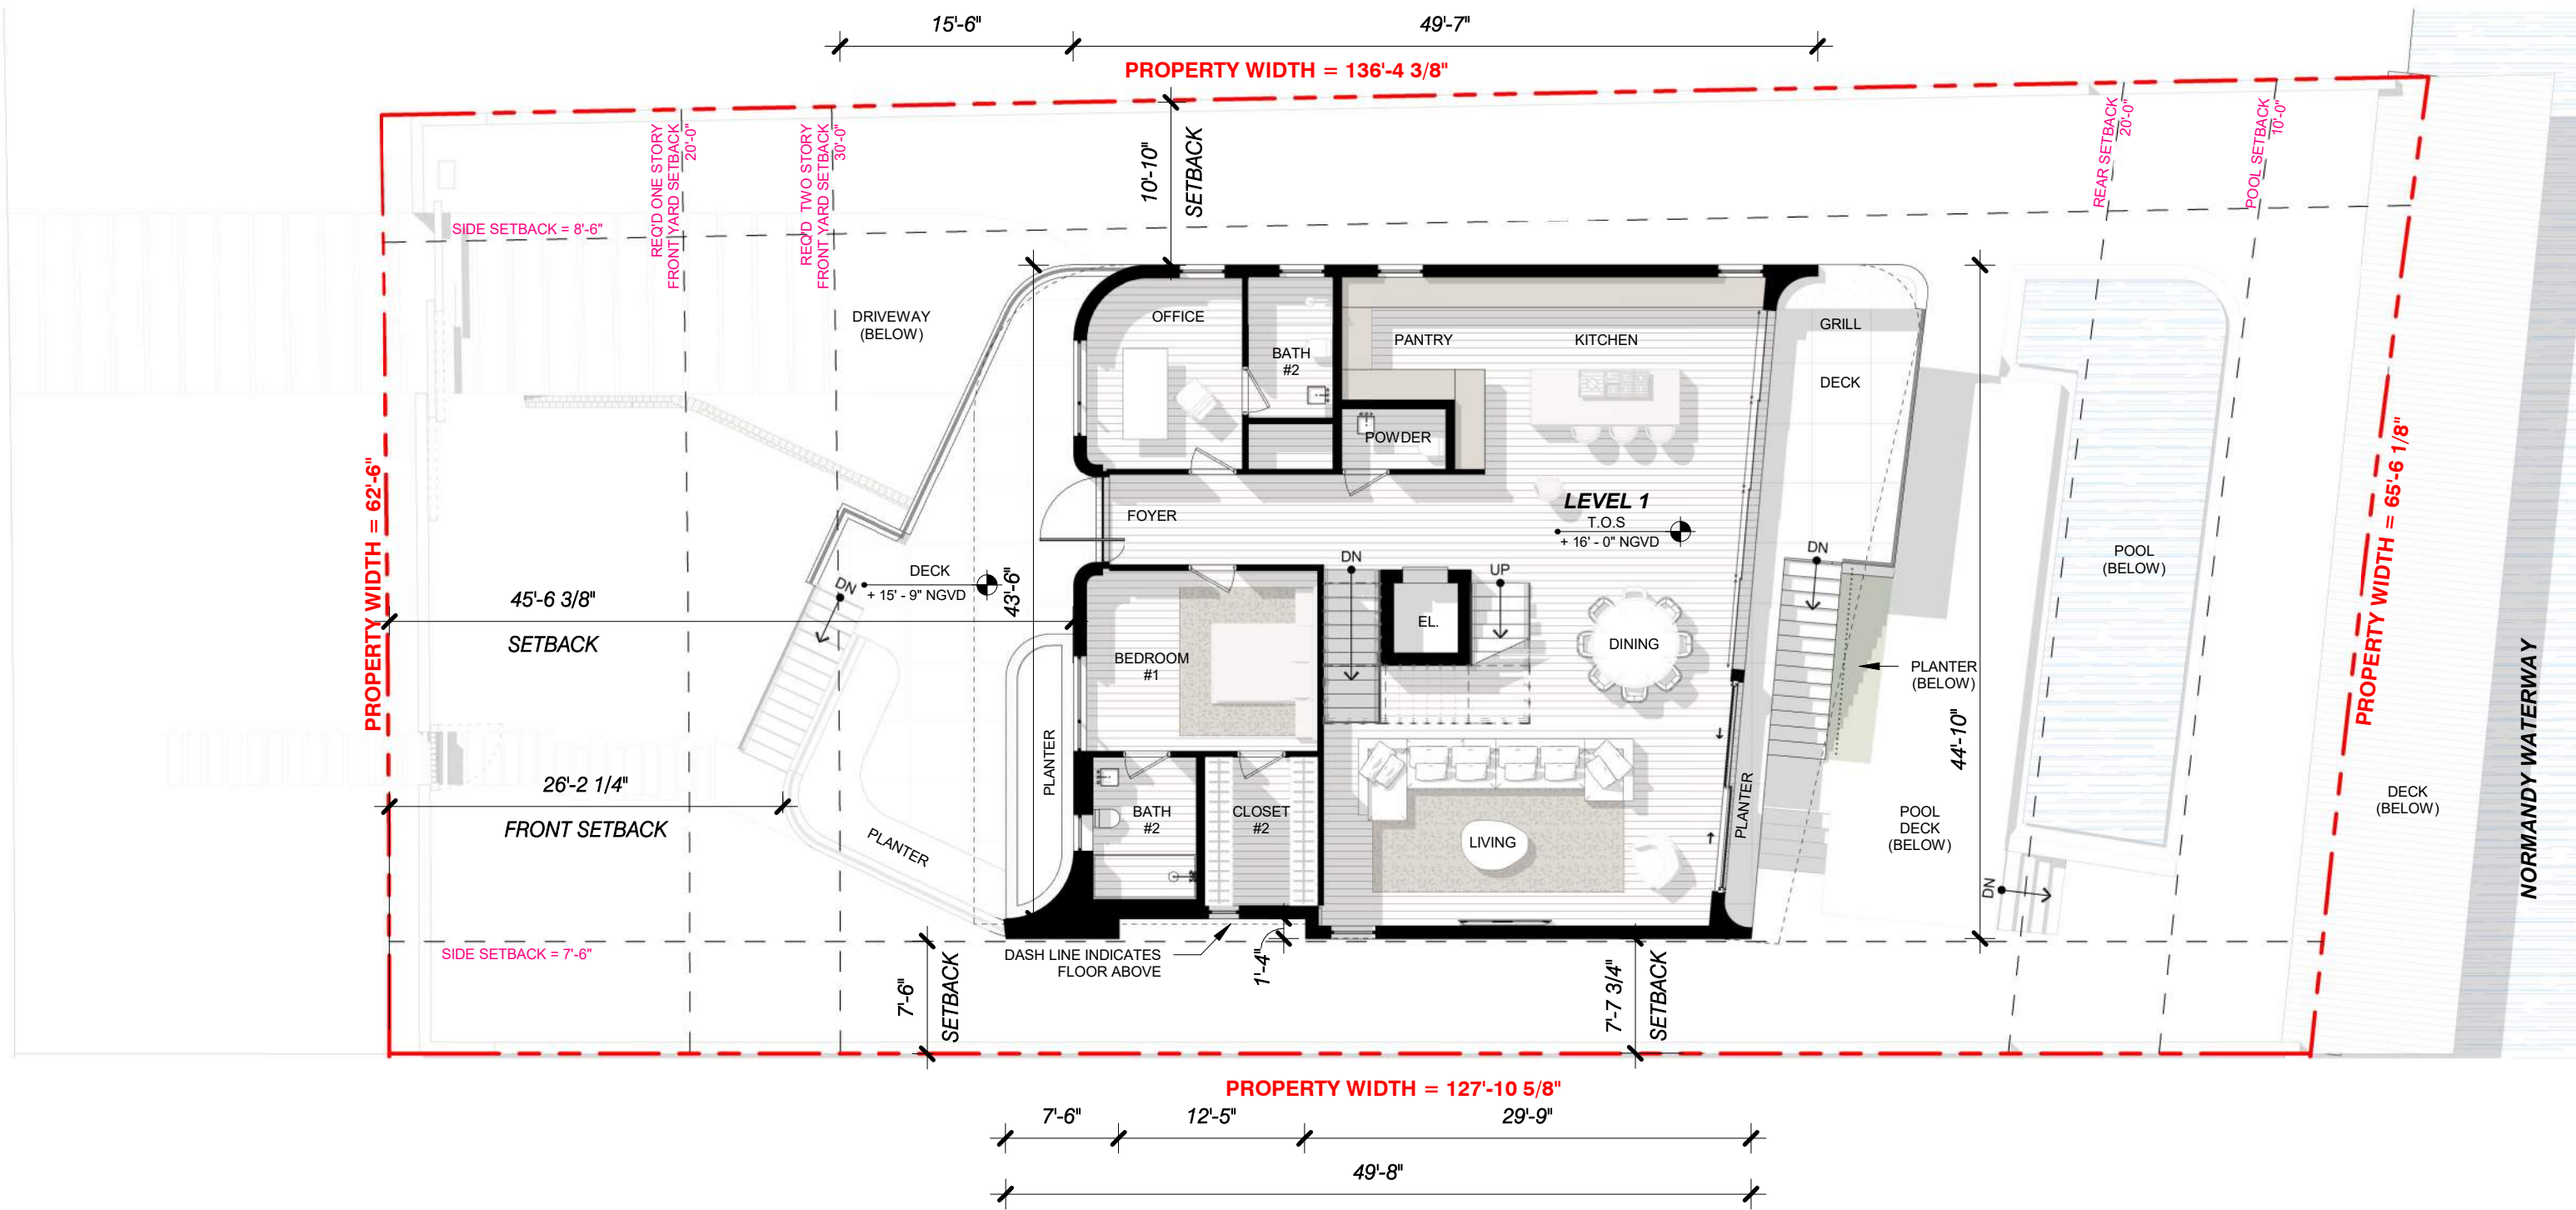 15'-6"
49'-7"
PROPERTY WIDTH = 136'-4 3/8"
10'-10"
SETBACK
REQ'D ONE STORY
FRONT YARD SETBACK
20'-0"
REQ'D TWO STORY
FRONT YARD SETBACK
30'-0"
REAR SETBACK
20'-0"
POOL SETBACK
10'-0"
SIDE SETBACK = 8'-6"
DRIVEWAY
(BELOW)
OFFICE
BATH
#2
PANTRY
KITCHEN
GRILL
DECK
POWDER
LEVEL 1
T.O.S
+ 16' - 0" NGVD
FOYER
DECK
+ 15' - 9" NGVD
DN
43'-6"
DN
EL.
UP
DN
DINING
POOL
(BELOW)
PROPERTY WIDTH = 62'-6"
PROPERTY WIDTH = 65'-6 1/8"
45'-6 3/8"
SETBACK
BEDROOM
#1
PLANTER
(BELOW)
44'-10"
NORMANDY WATERWAY
PLANTER
26'-2 1/4"
FRONT SETBACK
PLANTER
BATH
#2
CLOSET
#2
LIVING
PLANTER
POOL
DECK
(BELOW)
DECK
(BELOW)
DN
SIDE SETBACK = 7'-6"
DASH LINE INDICATES
FLOOR ABOVE
1'-4"
7'-6"
SETBACK
7'-7 3/4"
SETBACK
PROPERTY WIDTH = 127'-10 5/8"
7'-6"
12'-5"
29'-9"
49'-8"